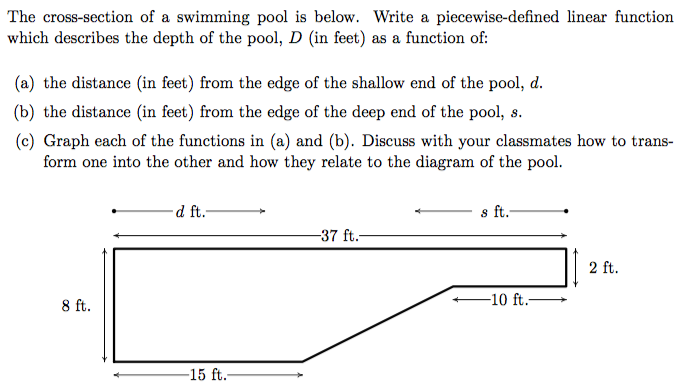 The cross-section of a swimming pool is below. Write a piecewise-defined linear function
which describes the depth of the pool, D (in feet) as a function of:
(a) the distance (in feet) from the edge of the shallow end of the pool, d.
(b) the distance (in feet) from the edge of the deep end of the pool, s.
(c) Graph each of the functions in (a) and (b). Discuss with your classmates how to trans-
form one into the other and how they relate to the diagram of the pool.
d ft.
s ft.
37 ft.
2 ft.
8 ft.
10 ft.
15 ft.